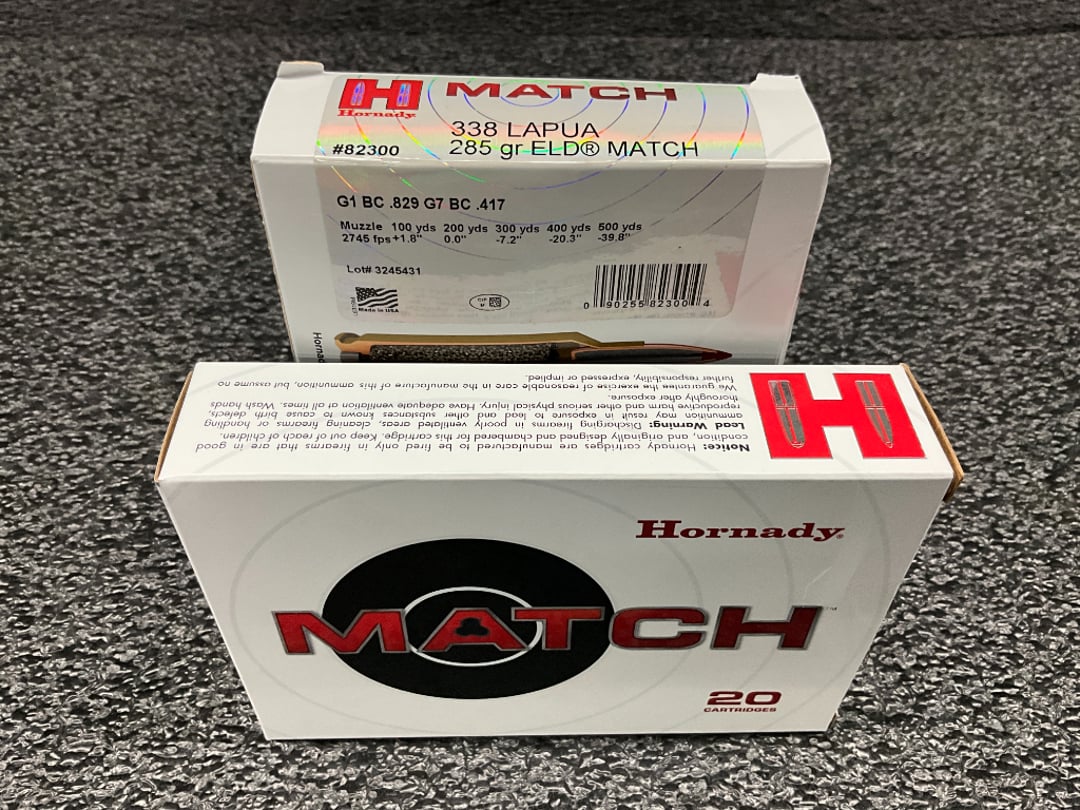 MATCH
Hornady
338 LAPUA
#82300
285 gr ELD® MATCH
G1 BC .829 G7 BC .417
Muzzle 100 yds 200 yds 300 yds 400 yds 500 yds
2745 fps +1.8" 0.0" -7.2" -20.3" -39.8"
Lot# 3245431
Made in USA
0 90255 82300 4
Notice: Hornady cartridges are manufactured to be fired only in firearms that are in good
condition, and originally designed and chambered for this cartridge. Keep out of reach of children.
Lead Warning: Discharging firearms in poorly ventilated areas, cleaning firearms or handling
ammunition may result in exposure to lead and other substances known to cause birth defects,
reproductive harm and other serious physical injury. Have adequate ventilation at all times. Wash hands
thoroughly after exposure.
We guarantee the exercise of reasonable care in the manufacture of this ammunition, but assume no
further responsibility, expressed or implied.
H
Hornady®
MATCH™
20
CARTRIDGES